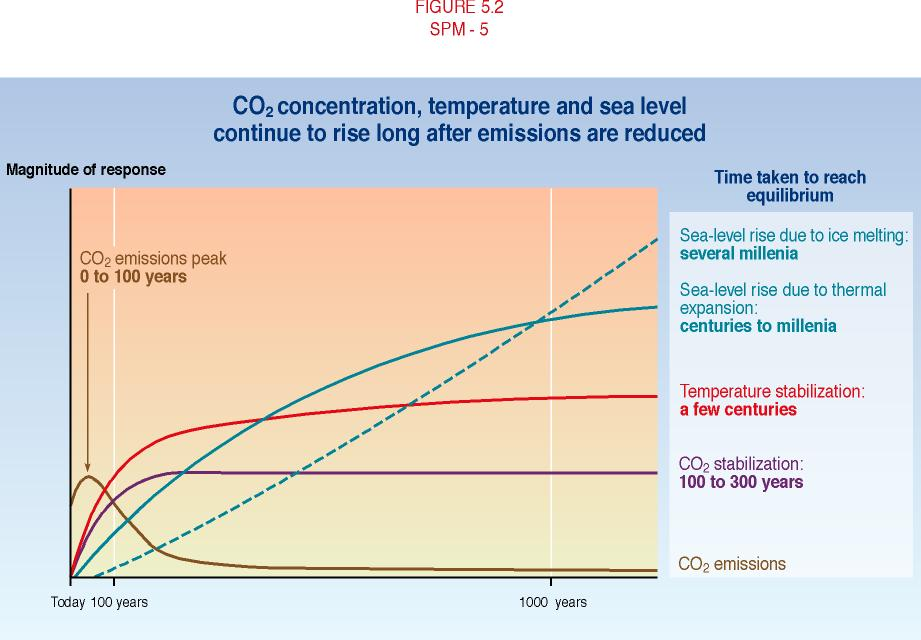 FIGURE 5.2
SPM - 5
CO₂ concentration, temperature and sea level
continue to rise long after emissions are reduced
Magnitude of response
Time taken to reach
equilibrium
CO₂ emissions peak
0 to 100 years
Sea-level rise due to ice melting:
several millenia
Sea-level rise due to thermal
expansion:
centuries to millenia
Temperature stabilization:
a few centuries
CO₂ stabilization:
100 to 300 years
CO₂ emissions
Today 100 years
1000 years